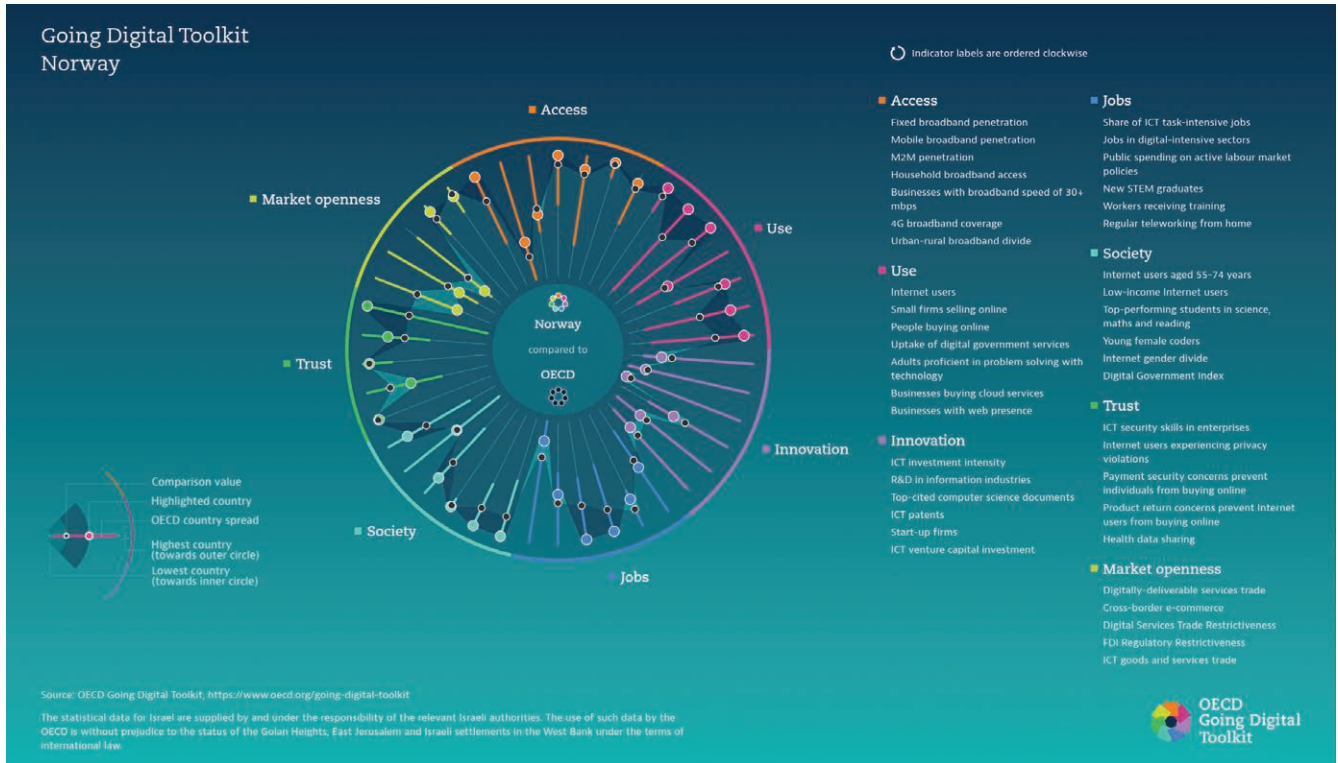 Going Digital Toolkit
Norway
Indicator labels are ordered clockwise
Access
Market openness
Use
Trust
Innovation
Society
Jobs
Norway
compared to
OECD
Comparison value
Highlighted country
OECD country spread
Highest country
(towards outer circle)
Lowest country
(towards inner circle)
Access
Fixed broadband penetration
Mobile broadband penetration
M2M penetration
Household broadband access
Businesses with broadband speed of 30+
mbps
4G broadband coverage
Urban-rural broadband divide
Use
Internet users
Small firms selling online
People buying online
Uptake of digital government services
Adults proficient in problem solving with
technology
Businesses buying cloud services
Businesses with web presence
Innovation
ICT investment intensity
R&D in information industries
Top-cited computer science documents
ICT patents
Start-up firms
ICT venture capital investment
Jobs
Share of ICT task-intensive jobs
Jobs in digital-intensive sectors
Public spending on active labour market
policies
New STEM graduates
Workers receiving training
Regular teleworking from home
Society
Internet users aged 55-74 years
Low-income Internet users
Top-performing students in science,
maths and reading
Young female coders
Internet gender divide
Digital Government Index
Trust
ICT security skills in enterprises
Internet users experiencing privacy
violations
Payment security concerns prevent
individuals from buying online
Product return concerns prevent Internet
users from buying online
Health data sharing
Market openness
Digitally-deliverable services trade
Cross-border e-commerce
Digital Services Trade Restrictiveness
FDI Regulatory Restrictiveness
ICT goods and services trade
Source: OECD Going Digital Toolkit, https://www.oecd.org/going-digital-toolkit
The statistical data for Israel are supplied by and under the responsibility of the relevant Israeli authorities. The use of such data by the
OECD is without prejudice to the status of the Golan Heights, East Jerusalem and Israeli settlements in the West Bank under the terms of
international law.
OECD
Going Digital
Toolkit